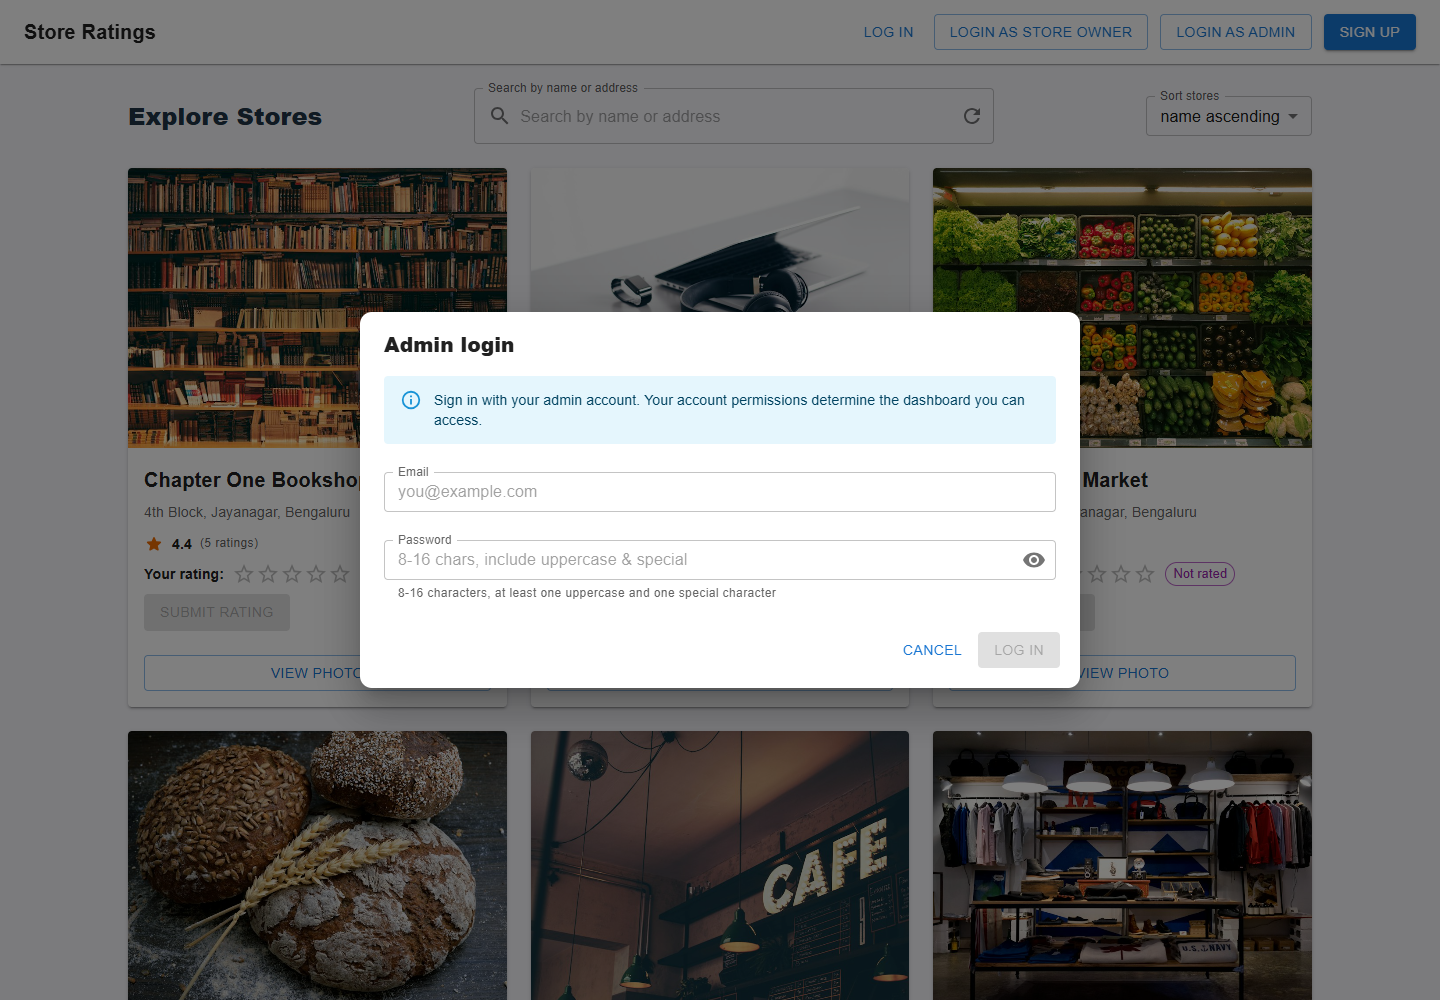 Store Ratings
LOG IN
LOGIN AS STORE OWNER
LOGIN AS ADMIN
SIGN UP
Explore Stores
Search by name or address
Search by name or address
Sort stores
name ascending
Admin login
Sign in with your admin account. Your account permissions determine the dashboard you can
access.
Email
you@example.com
Password
8-16 chars, include uppercase & special
8-16 characters, at least one uppercase and one special character
CANCEL
LOG IN
Chapter One Bookshop
4th Block, Jayanagar, Bengaluru
4.4 (5 ratings)
Your rating:
SUBMIT RATING
VIEW PHOTO
Market
anagar, Bengaluru
Not rated
VIEW PHOTO
CAFE
U.S. NAVY